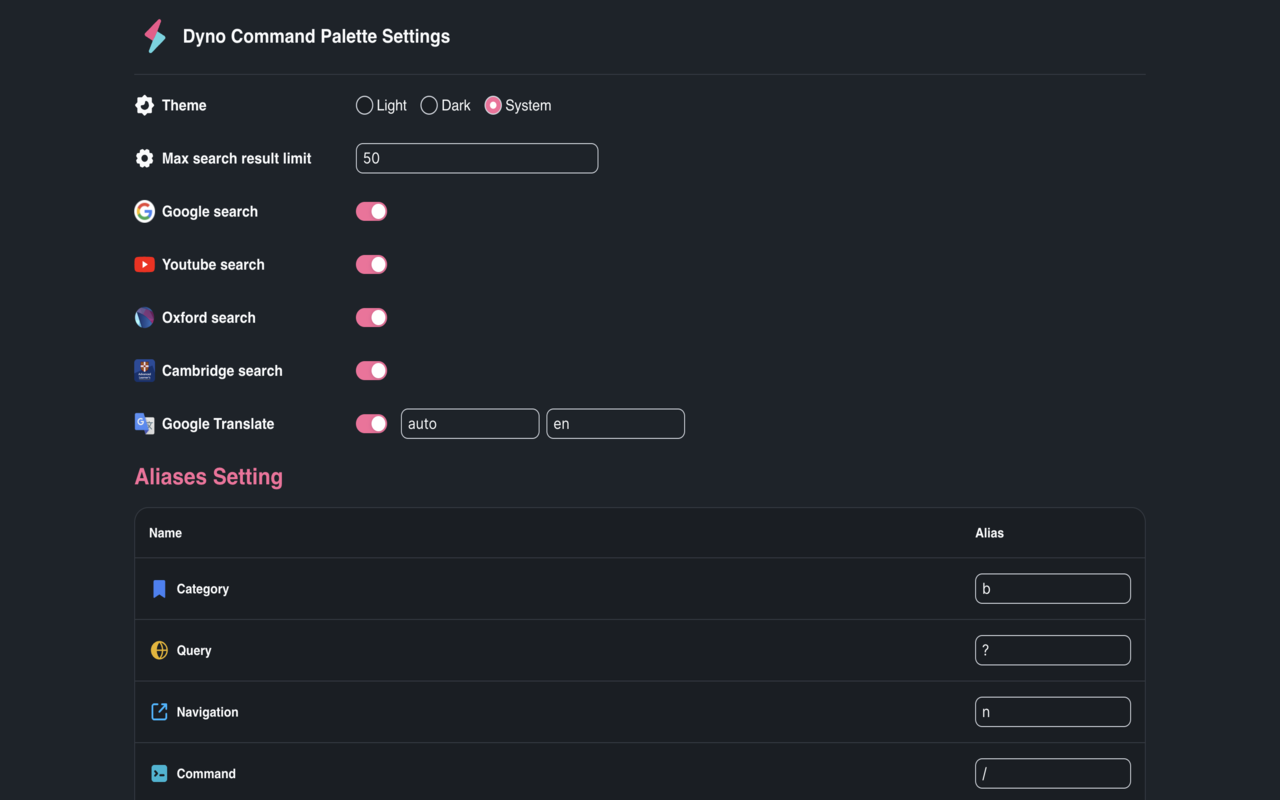 Dyno Command Palette Settings
Theme Light Dark System
Max search result limit 50
Google search
Youtube search
Oxford search
Cambridge search
Google Translate auto en
Aliases Setting
Name Alias
Category b
Query ?
Navigation n
Command /